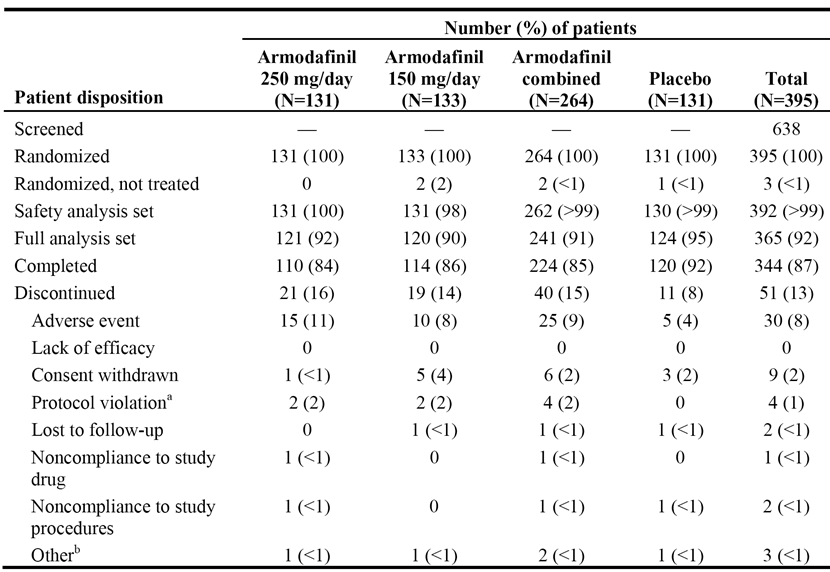 Number (%) of patients
Patient disposition Armodafinil 250 mg/day (N=131) Armodafinil 150 mg/day (N=133) Armodafinil combined (N=264) Placebo (N=131) Total (N=395)
Screened — — — — 638
Randomized 131 (100) 133 (100) 264 (100) 131 (100) 395 (100)
Randomized, not treated 0 2 (2) 2 (<1) 1 (<1) 3 (<1)
Safety analysis set 131 (100) 131 (98) 262 (>99) 130 (>99) 392 (>99)
Full analysis set 121 (92) 120 (90) 241 (91) 124 (95) 365 (92)
Completed 110 (84) 114 (86) 224 (85) 120 (92) 344 (87)
Discontinued 21 (16) 19 (14) 40 (15) 11 (8) 51 (13)
Adverse event 15 (11) 10 (8) 25 (9) 5 (4) 30 (8)
Lack of efficacy 0 0 0 0 0
Consent withdrawn 1 (<1) 5 (4) 6 (2) 3 (2) 9 (2)
Protocol violationᵃ 2 (2) 2 (2) 4 (2) 0 4 (1)
Lost to follow-up 0 1 (<1) 1 (<1) 1 (<1) 2 (<1)
Noncompliance to study 1 (<1) 0 1 (<1) 0 1 (<1)
drug
Noncompliance to study 1 (<1) 0 1 (<1) 1 (<1) 2 (<1)
procedures
Otherᵇ 1 (<1) 1 (<1) 2 (<1) 1 (<1) 3 (<1)